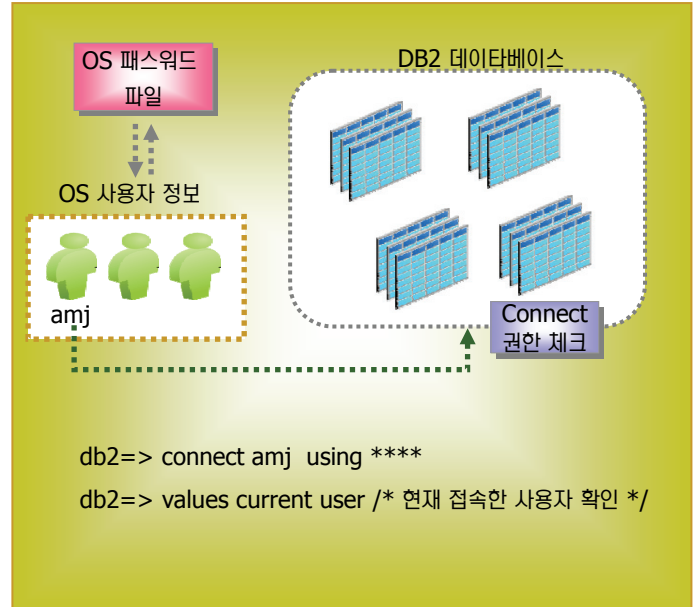 OS 패스워드
파일
DB2 데이타베이스
OS 사용자 정보
amj
Connect
권한 체크
db2=> connect amj using ****
db2=> values current user /* 현재 접속한 사용자 확인 */